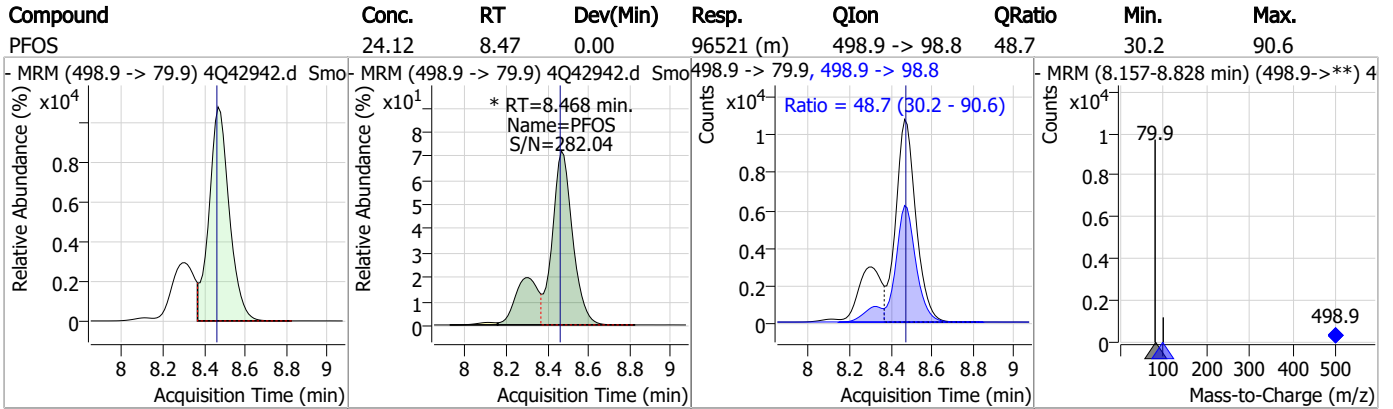 Compound Conc. RT Dev(Min) Resp. QIon QRatio Min. Max.
PFOS 24.12 8.47 0.00 96521 (m) 498.9 -> 98.8 48.7 30.2 90.6
- MRM (498.9 -> 79.9) 4Q42942.d Smo
Relative Abundance (%)
x10⁴
0.8
0.6
0.4
0.2
0
8 8.2 8.4 8.6 8.8 9
Acquisition Time (min)
- MRM (498.9 -> 79.9) 4Q42942.d Smo
Relative Abundance (%)
x10¹
* RT=8.468 min.
Name=PFOS
S/N=282.04
8
7
6
5
4
3
2
1
0
8 8.2 8.4 8.6 8.8 9
Acquisition Time (min)
498.9 -> 79.9, 498.9 -> 98.8
Counts
x10⁴
Ratio = 48.7 (30.2 - 90.6)
1
0.8
0.6
0.4
0.2
0
8 8.2 8.4 8.6 8.8 9
Acquisition Time (min)
- MRM (8.157-8.828 min) (498.9->**) 4
Counts
x10⁴
1
0.8
0.6
0.4
0.2
0
79.9
498.9
100 200 300 400 500
Mass-to-Charge (m/z)